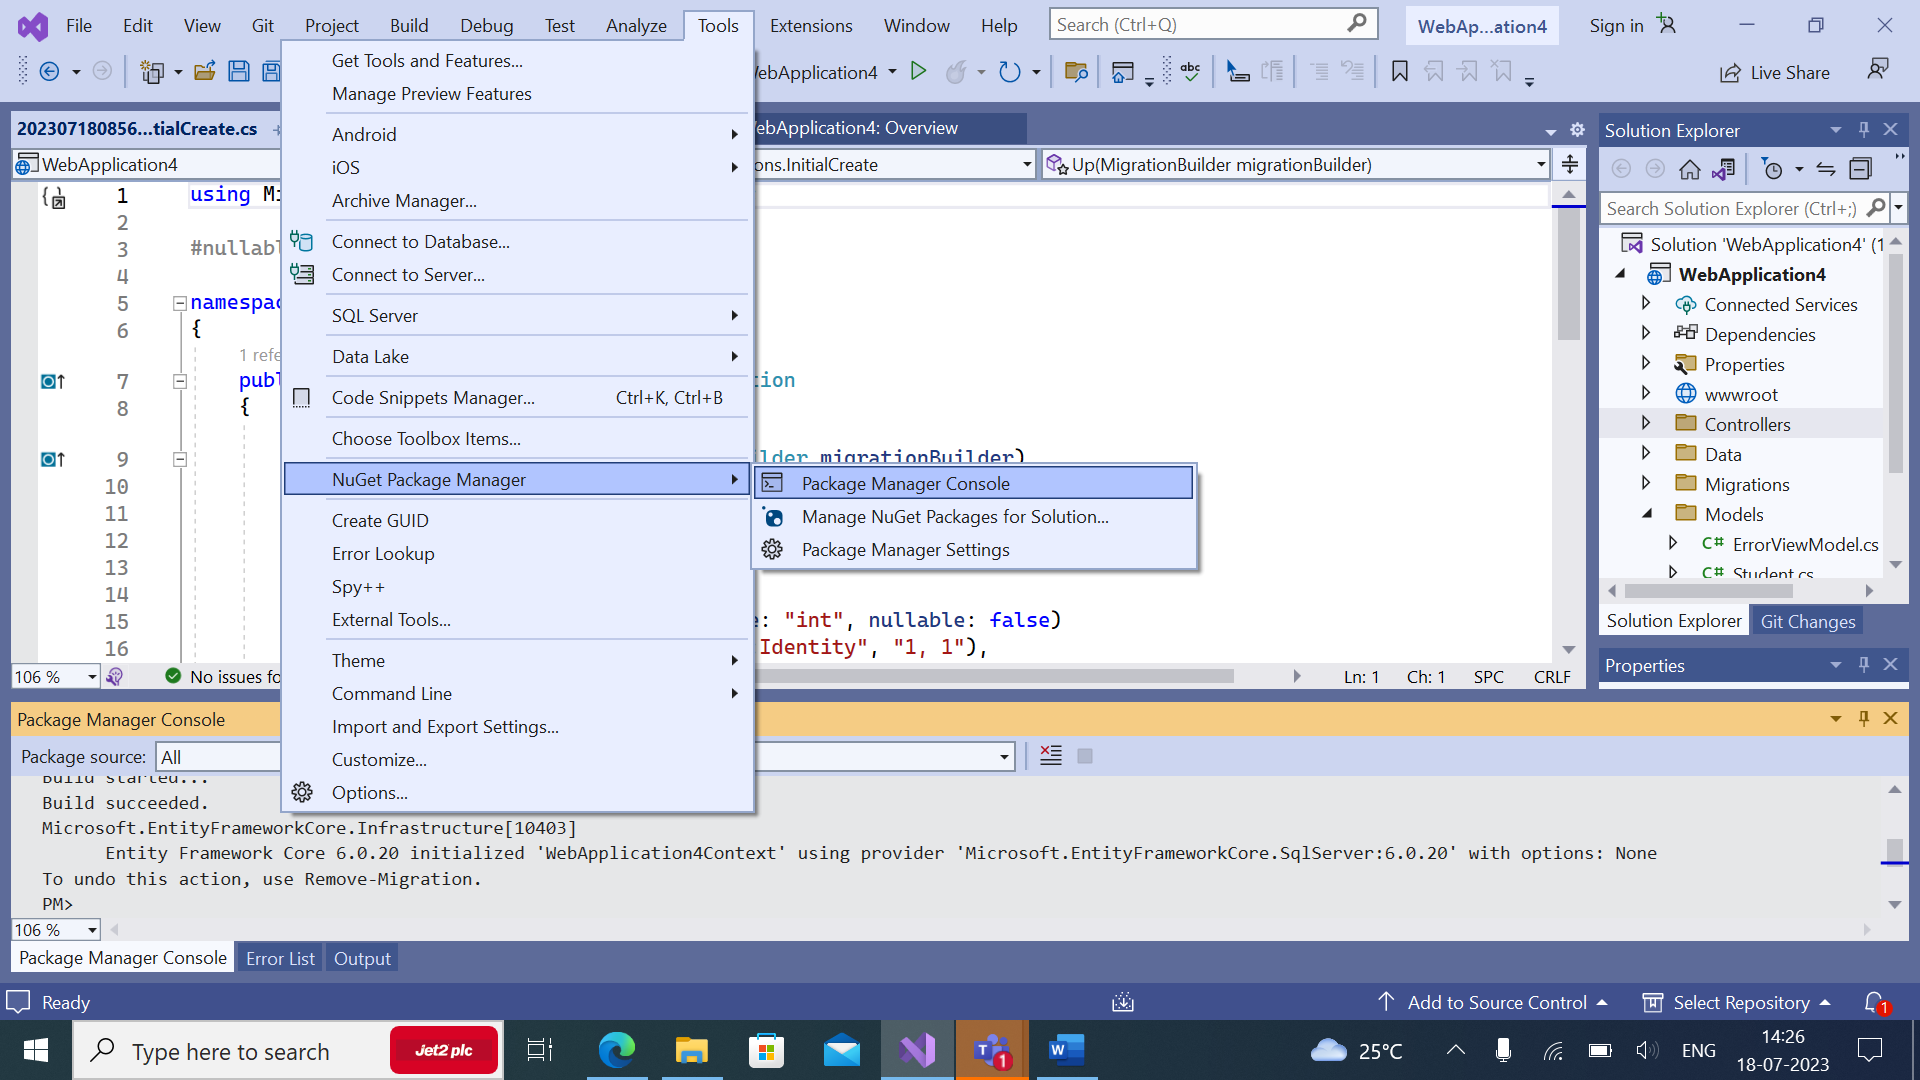 File Edit View Git Project Build Debug Test Analyze Tools Extensions Window Help Search (Ctrl+Q) WebAp...ation4 Sign in
WebApplication4 Live Share
Get Tools and Features...
Manage Preview Features
Android
iOS
Archive Manager...
Connect to Database...
Connect to Server...
SQL Server
Data Lake
Code Snippets Manager... Ctrl+K, Ctrl+B
Choose Toolbox Items...
NuGet Package Manager
Create GUID
Error Lookup
Spy++
External Tools...
Theme
Command Line
Import and Export Settings...
Customize...
Options...
Package Manager Console
Manage NuGet Packages for Solution...
Package Manager Settings
202307180856...tialCreate.cs
ebApplication4: Overview
WebApplication4
ons.InitialCreate
Up(MigrationBuilder migrationBuilder)
1 using Mi
2
3 #nullabl
4
5 namespac
6 {
1 refe
7 publ tion
8 {
9 ilder migrationBuilder)
10
11
12
13
14
15 e: "int", nullable: false)
16 Identity", "1, 1"),
106 % No issues fo Ln: 1 Ch: 1 SPC CRLF
Solution Explorer
Search Solution Explorer (Ctrl+;)
Solution 'WebApplication4' (1
WebApplication4
Connected Services
Dependencies
Properties
wwwroot
Controllers
Data
Migrations
Models
C# ErrorViewModel.cs
C# Student.cs
Solution Explorer Git Changes
Properties
Package Manager Console
Package source: All
Build started...
Build succeeded.
Microsoft.EntityFrameworkCore.Infrastructure[10403]
Entity Framework Core 6.0.20 initialized 'WebApplication4Context' using provider 'Microsoft.EntityFrameworkCore.SqlServer:6.0.20' with options: None
To undo this action, use Remove-Migration.
PM>
106 %
Package Manager Console Error List Output
Ready Add to Source Control Select Repository 1
Type here to search Jet2 plc 1 25°C ENG 14:26
18-07-2023